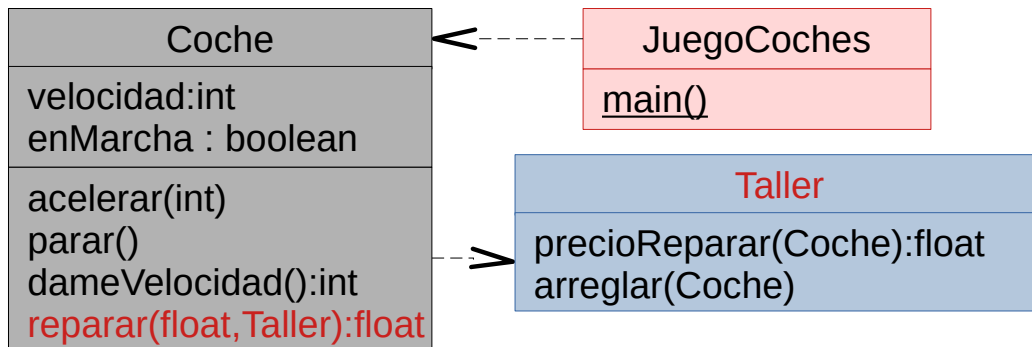 Coche
velocidad:int
enMarcha : boolean
acelerar(int)
parar()
dameVelocidad():int
reparar(float,Taller):float
JuegoCoches
main()
Taller
precioReparar(Coche):float
arreglar(Coche)